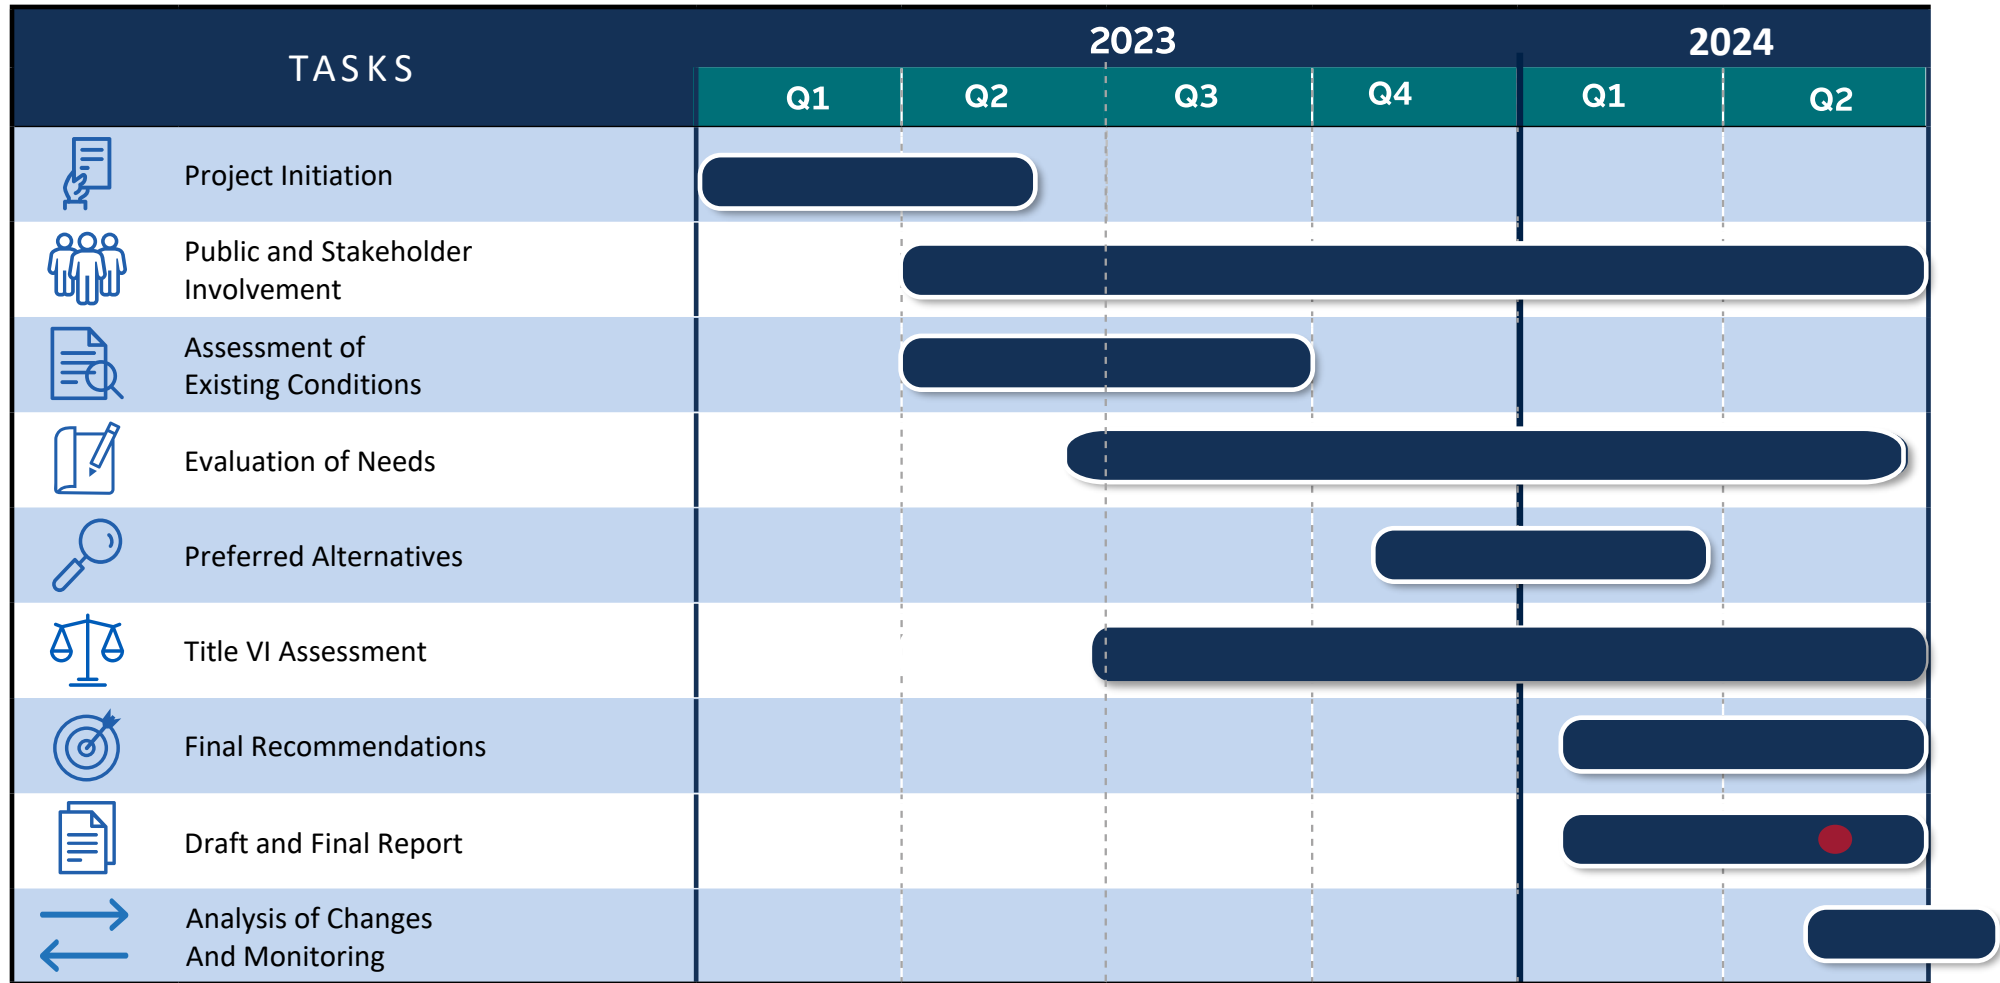 TASKS
2023
2024
Q1
Q2
Q3
Q4
Q1
Q2
Project Initiation
Public and Stakeholder
Involvement
Assessment of
Existing Conditions
Evaluation of Needs
Preferred Alternatives
Title VI Assessment
Final Recommendations
Draft and Final Report
Analysis of Changes
And Monitoring